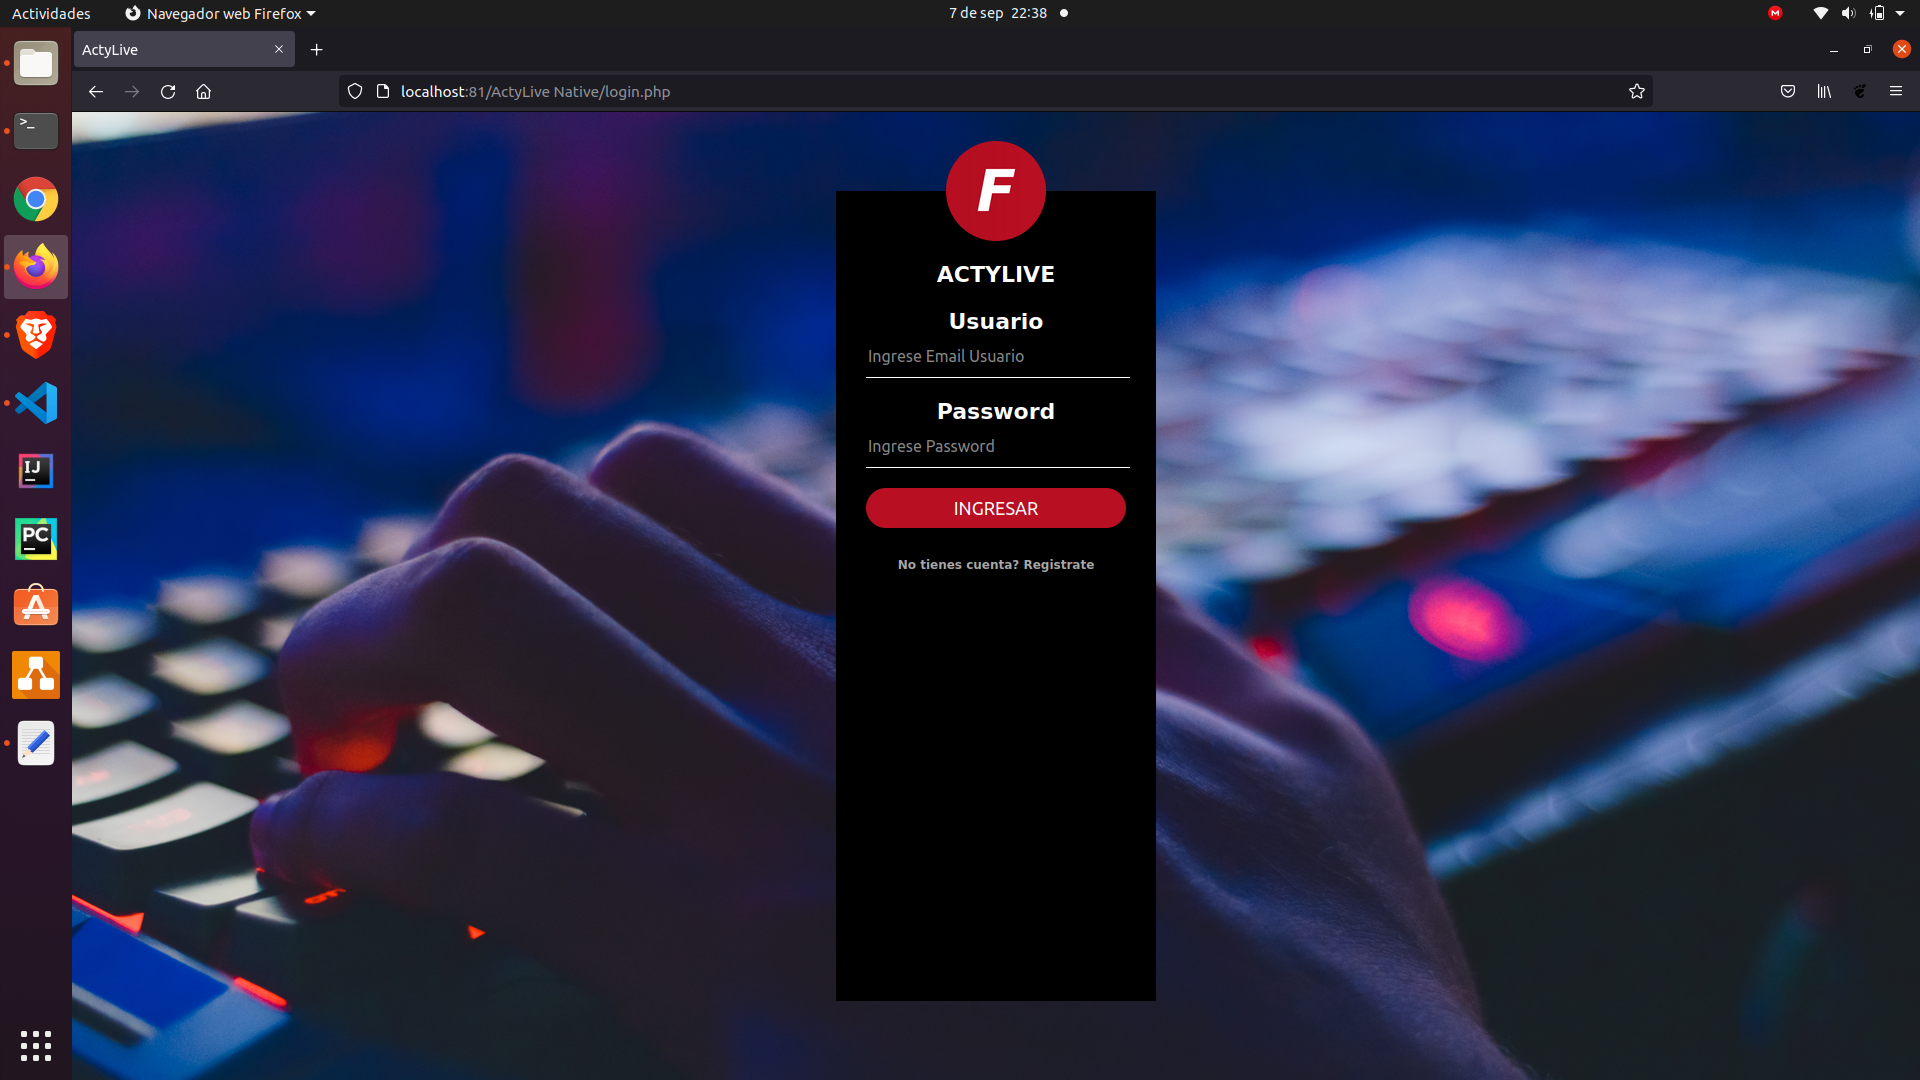 Actividades
Navegador web Firefox
7 de sep 22:38
M
ActyLive
localhost:81/ActyLive Native/login.php
>_
IJ
PC
F
ACTYLIVE
Usuario
Ingrese Email Usuario
Password
Ingrese Password
INGRESAR
No tienes cuenta? Registrate